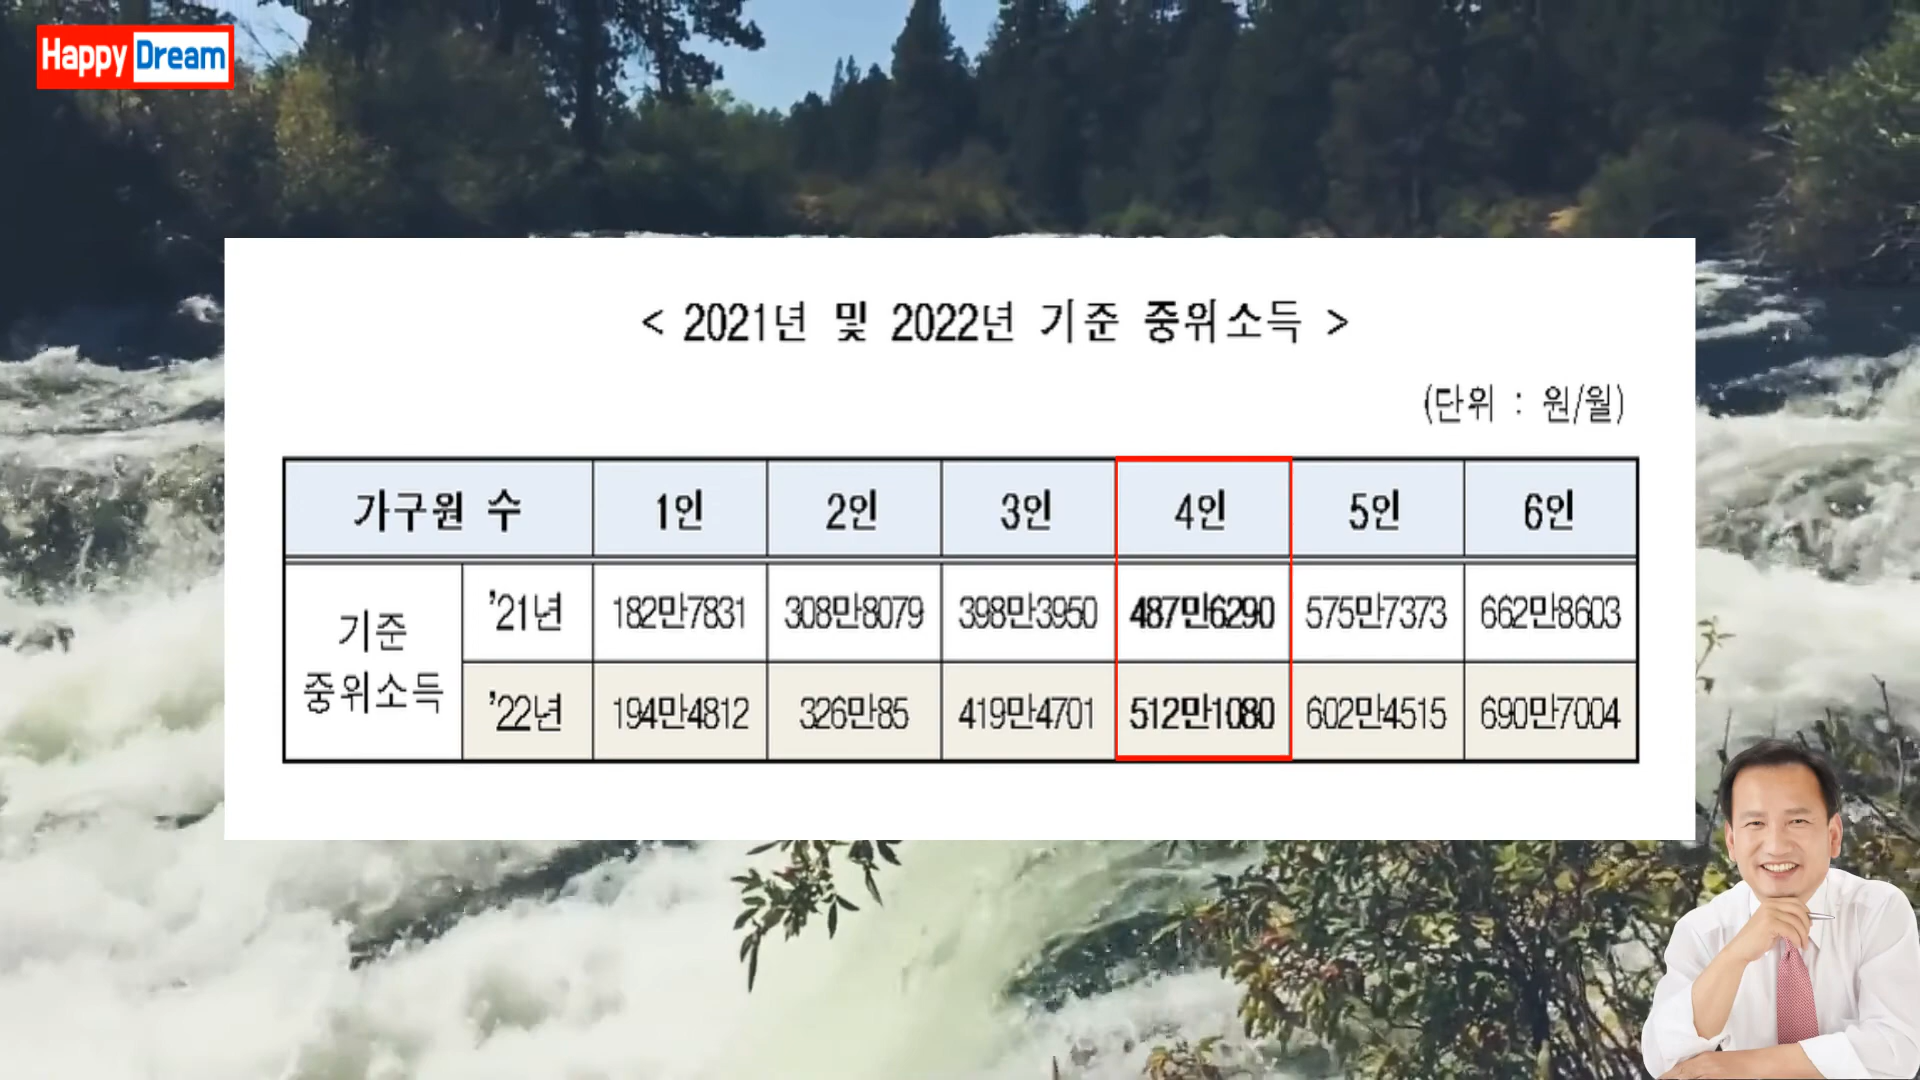 Happy Dream
< 2021년 및 2022년 기준 중위소득 >
(단위 : 원/월)
가구원 수 1인 2인 3인 4인 5인 6인
기준 중위소득 '21년 182만7831 308만8079 398만3950 487만6290 575만7373 662만8603
'22년 194만4812 326만85 419만4701 512만1080 602만4515 690만7004